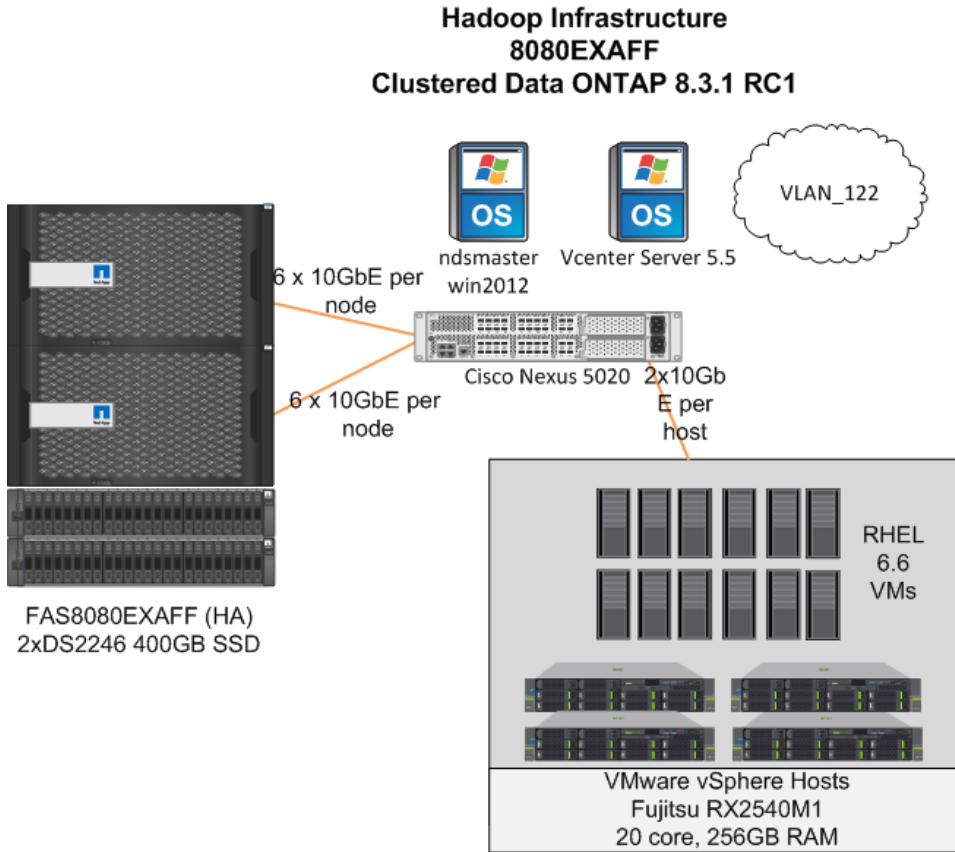 Hadoop Infrastructure
8080EXAFF
Clustered Data ONTAP 8.3.1 RC1
OS
OS
ndsmaster
win2012
Vcenter Server 5.5
VLAN_122
NetApp
NetApp
6 x 10GbE per
node
6 x 10GbE per
node
Cisco Nexus 5020
2x10Gb
E per
host
FAS8080EXAFF (HA)
2xDS2246 400GB SSD
RHEL
6.6
VMs
VMware vSphere Hosts
Fujitsu RX2540M1
20 core, 256GB RAM